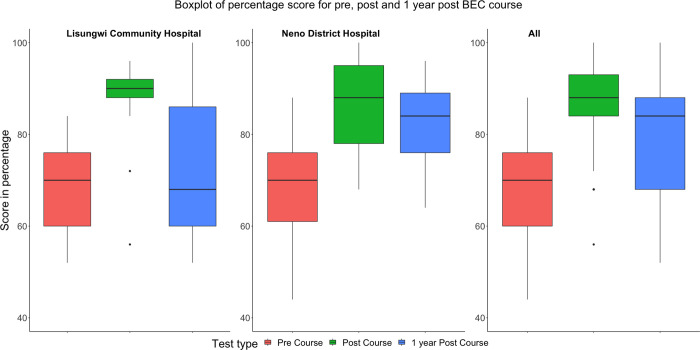 Boxplot of percentage score for pre, post and 1 year post BEC course
Lisungwi Community Hospital
Neno District Hospital
All
Score in percentage
100
80
60
40
100
80
60
40
100
80
60
40
Test type Pre Course Post Course 1 year Post Course